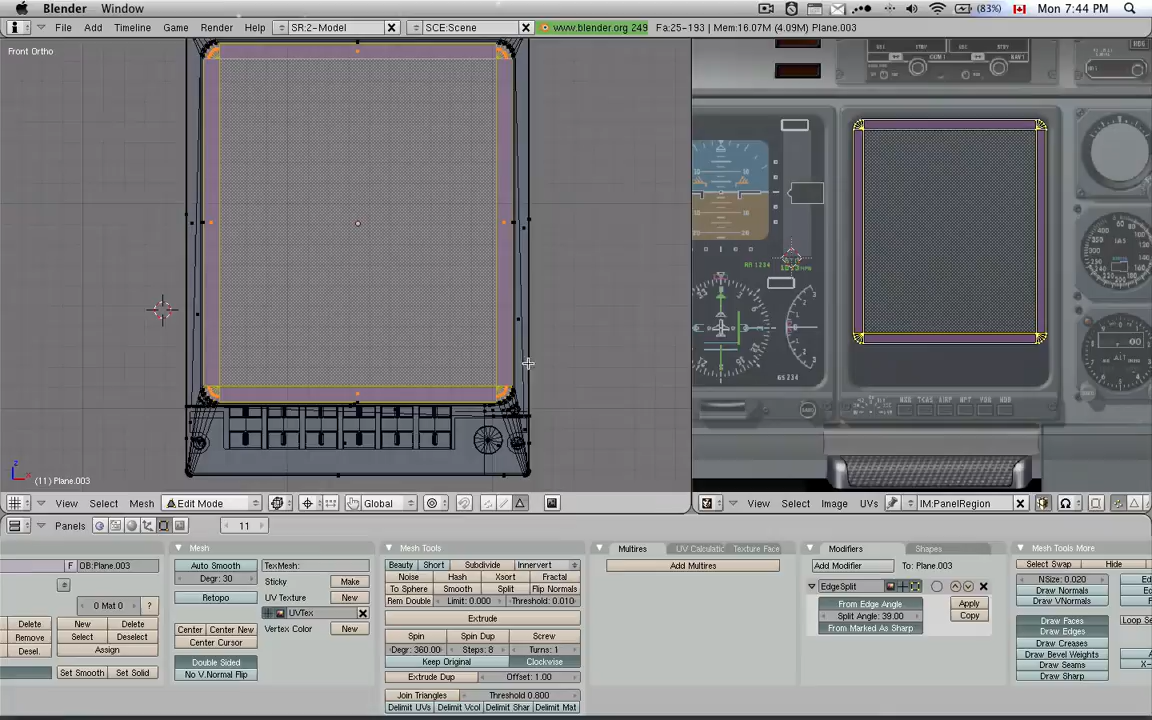 Blender Window (83%) Mon 7:44 PM
File Add Timeline Game Render Help SR:2-Model SCE:Scene www.blender.org 249 Fa:25-193 | Mem:16.07M (4.09M) Plane.003
Front Ortho
COM1 NAV1
GS 234
(11) Plane.003
View Select Mesh Edit Mode Global
View Select Image UVs IM:PanelRegion
Panels 11
F OB:Plane.003
0 Mat 0 ?
Delete New Delete
Remove Select Deselect
Desel. Assign
Set Smooth Set Solid
Mesh
Auto Smooth
Degr: 30
Retopo
Center Center New
Center Cursor
Double Sided
No V.Normal Flip
TexMesh:
Sticky Make
UV Texture New
UVTex
Vertex Color New
Mesh Tools
Beauty Short Subdivide Innervert
Noise Hash Xsort Fractal
To Sphere Smooth Split Flip Normals
Rem Double Limit: 0.000 Threshold: 0.010
Extrude
Spin Spin Dup Screw
Degr: 360.00 Steps: 8 Turns: 1
Keep Original Clockwise
Extrude Dup Offset: 1.00
Join Triangles Threshold 0.800
Delimit UVs Delimit Vcol Delimit Shar Delimit Mat
Multires UV Calculatic Texture Face
Add Multires
Modifiers Shapes
Add Modifier To: Plane.003
EdgeSplit
From Edge Angle Apply
Split Angle: 39.00 Copy
From Marked As Sharp
Mesh Tools More
Select Swap Hide
NSize: 0.020
Draw Normals
Draw VNormals
Draw Faces
Draw Edges
Draw Creases
Draw Bevel Weights
Draw Seams
Draw Sharp